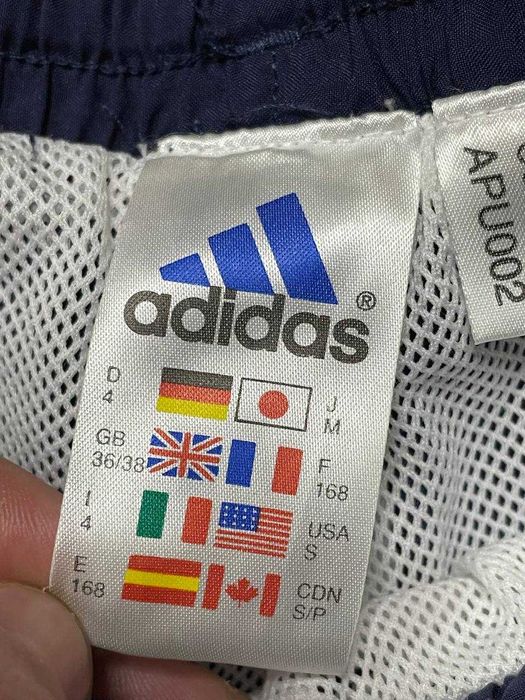 adidas®
D
4
J
M
GB
36/38
F
168
I
4
USA
S
E
168
CDN
S/P
APU002